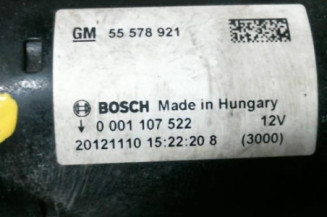 GM 55 578 921
BOSCH Made in Hungary
0 001 107 522 12V
20121110 15:22:20 8 (3000)